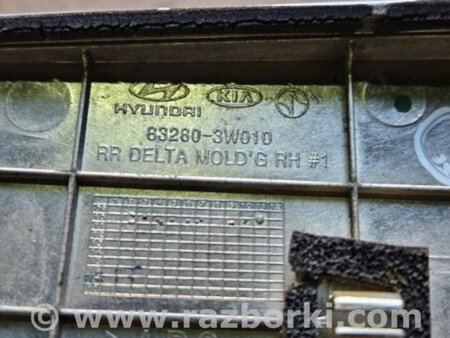 HYUNDAI KIA
83280-3W010
RR DELTA MOLD'G RH #1
© www.razborki.com